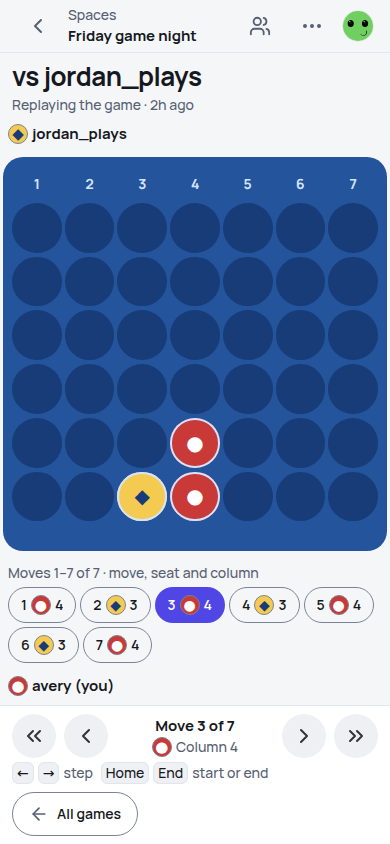 Spaces
Friday game night
vs jordan_plays
Replaying the game · 2h ago
jordan_plays
1 2 3 4 5 6 7
Moves 1–7 of 7 · move, seat and column
1 4 2 3 3 4 4 3 5 4
6 3 7 4
avery (you)
Move 3 of 7
Column 4
← → step Home End start or end
← All games